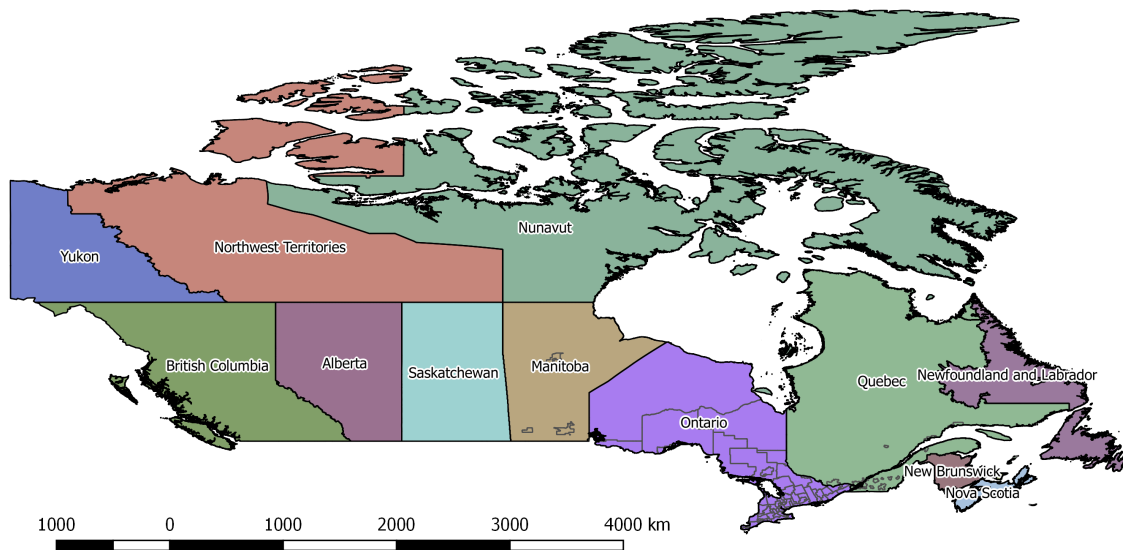 Nunavut
Northwest Territories
Yukon
British Columbia
Alberta
Saskatchewan
Manitoba
Quebec
Newfoundland and Labrador
Ontario
New Brunswick
Nova Scotia
1000 0 1000 2000 3000 4000 km